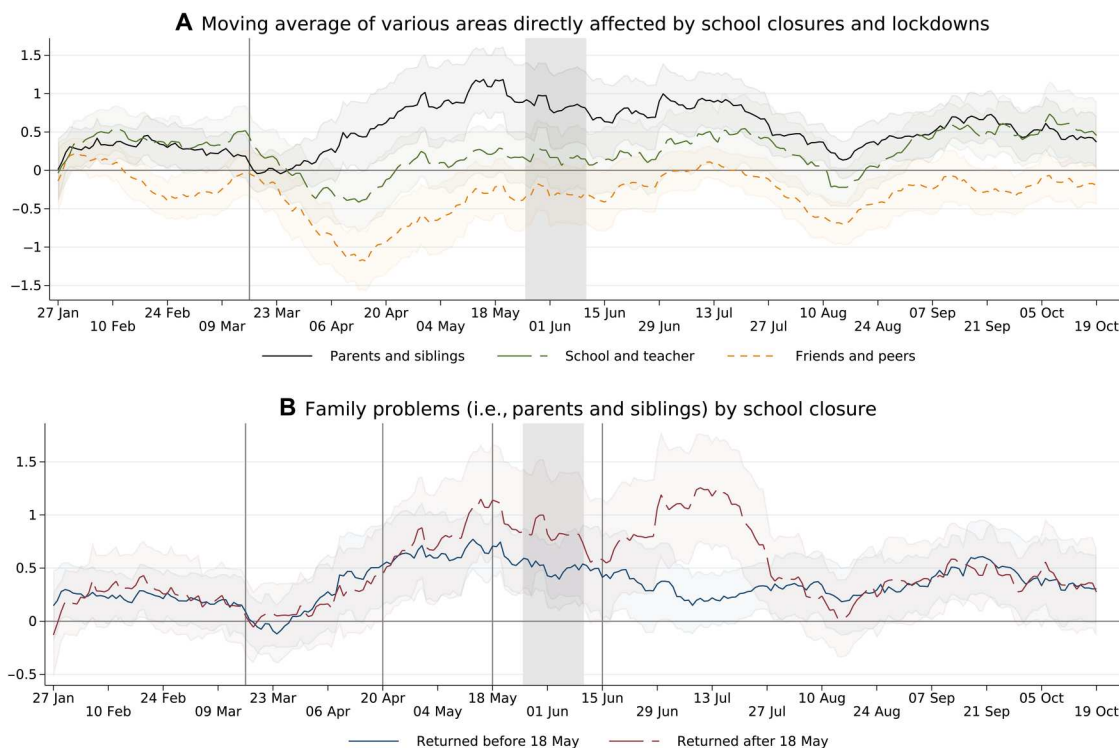 A Moving average of various areas directly affected by school closures and lockdowns
1.5
1
0.5
0
−0.5
−1
−1.5
27 Jan 24 Feb 23 Mar 20 Apr 18 May 15 Jun 13 Jul 10 Aug 07 Sep 05 Oct
10 Feb 09 Mar 06 Apr 04 May 01 Jun 29 Jun 27 Jul 24 Aug 21 Sep 19 Oct
Parents and siblings School and teacher Friends and peers
B Family problems (i.e., parents and siblings) by school closure
1.5
1
0.5
0
−0.5
27 Jan 24 Feb 23 Mar 20 Apr 18 May 15 Jun 13 Jul 10 Aug 07 Sep 05 Oct
10 Feb 09 Mar 06 Apr 04 May 01 Jun 29 Jun 27 Jul 24 Aug 21 Sep 19 Oct
Returned before 18 May Returned after 18 May